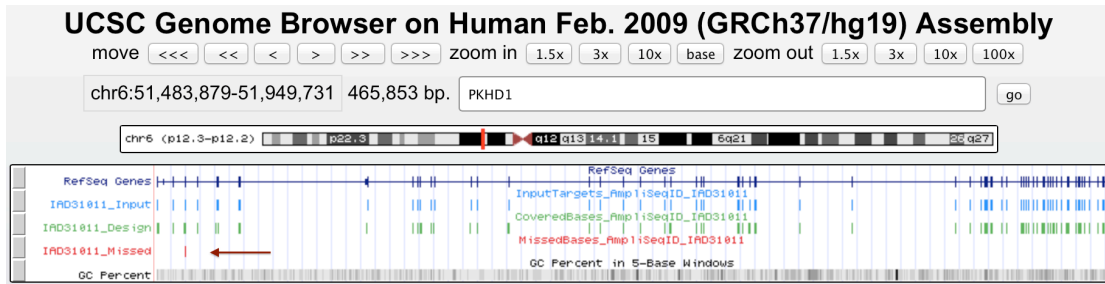 UCSC Genome Browser on Human Feb. 2009 (GRCh37/hg19) Assembly
move <<< << < > >> >>> zoom in 1.5x 3x 10x base zoom out 1.5x 3x 10x 100x
chr6:51,483,879-51,949,731 465,853 bp. PKHD1 go
chr6 (p12.3-p12.2) p22.3 q12 q13 14.1 15 6q21 26 q27
RefSeq Genes
RefSeq Genes
InputTargets_AmpliSeqID_IAD31011
IAD31011_Input
CoveredBases_AmpliSeqID_IAD31011
IAD31011_Design
MissedBases_AmpliSeqID_IAD31011
IAD31011_Missed
GC Percent in 5-Base Windows
GC Percent